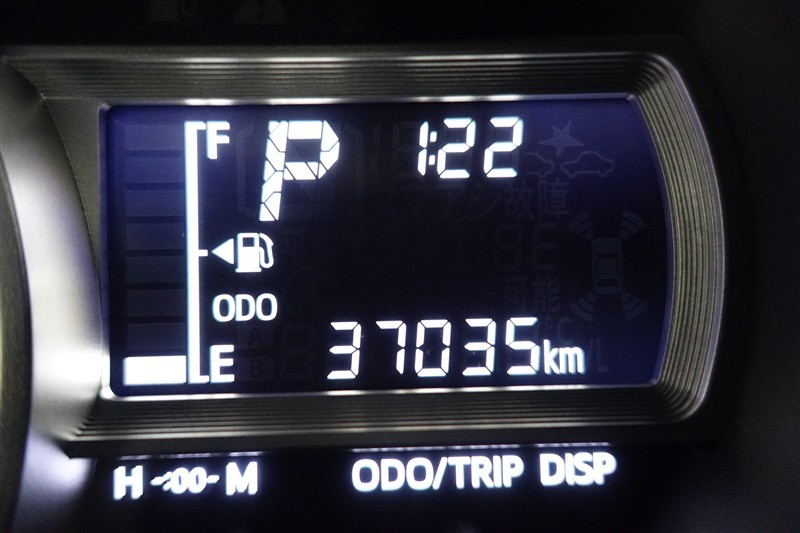 F
P
1:22
ODO
E
37035km
H -:00- M
ODO/TRIP DISP